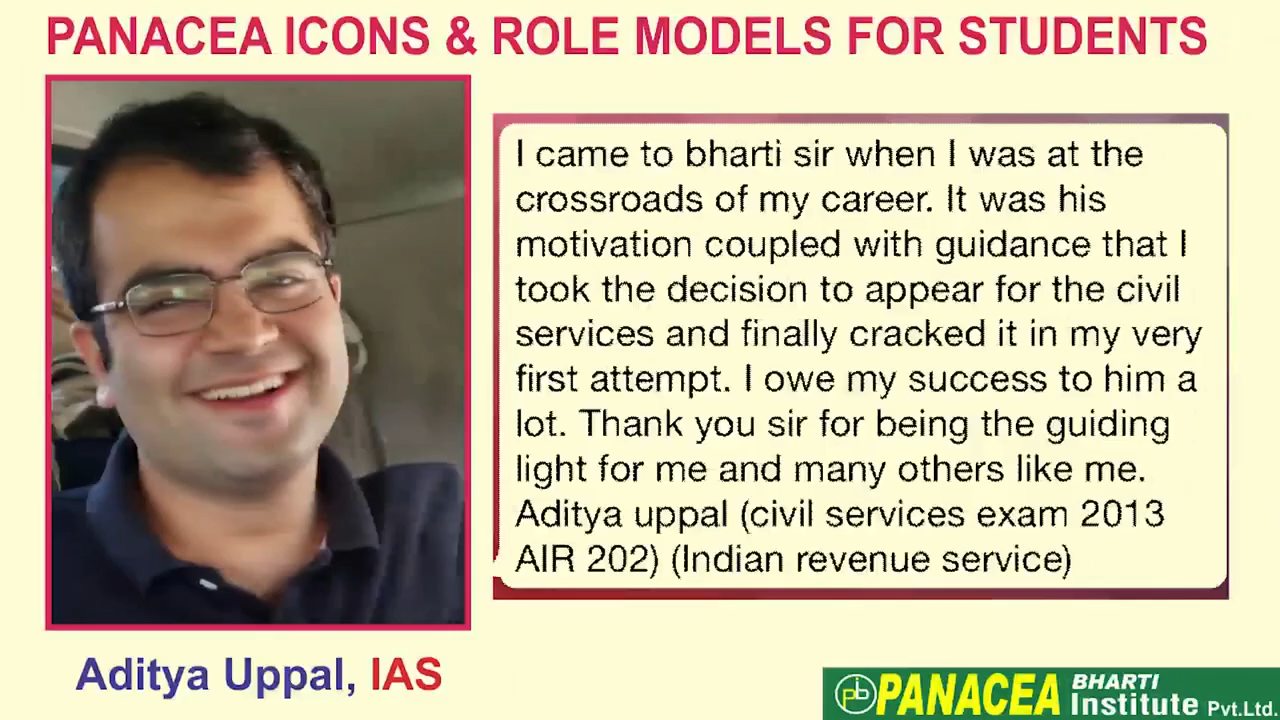 PANACEA ICONS & ROLE MODELS FOR STUDENTS
I came to bharti sir when I was at the
crossroads of my career. It was his
motivation coupled with guidance that I
took the decision to appear for the civil
services and finally cracked it in my very
first attempt. I owe my success to him a
lot. Thank you sir for being the guiding
light for me and many others like me.
Aditya uppal (civil services exam 2013
AIR 202) (Indian revenue service)
Aditya Uppal, IAS
pb PANACEA BHARTI
Institute Pvt.Ltd.